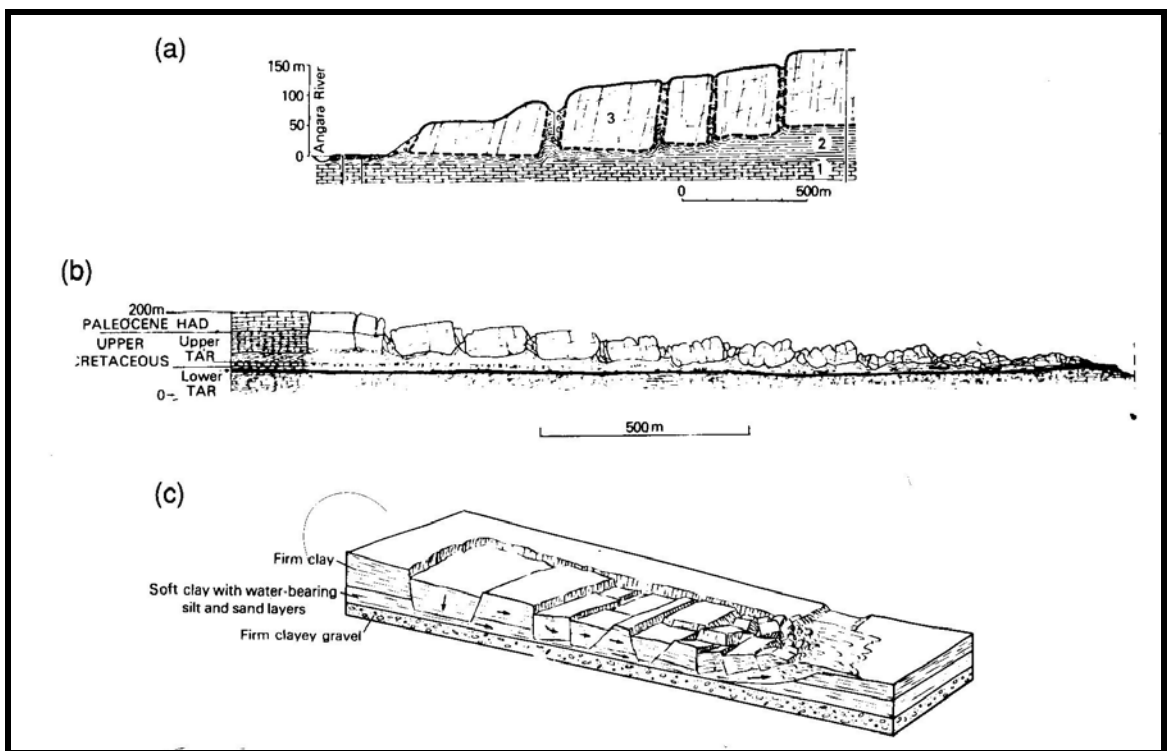 (a)
150 m
100
50
0
Angara River
3
2
1
0 500m
(b)
200m
PALEOCENE HAD
UPPER Upper
CRETACEOUS TAR
Lower
TAR
0
500 m
(c)
Firm clay
Soft clay with water-bearing
silt and sand layers
Firm clayey gravel